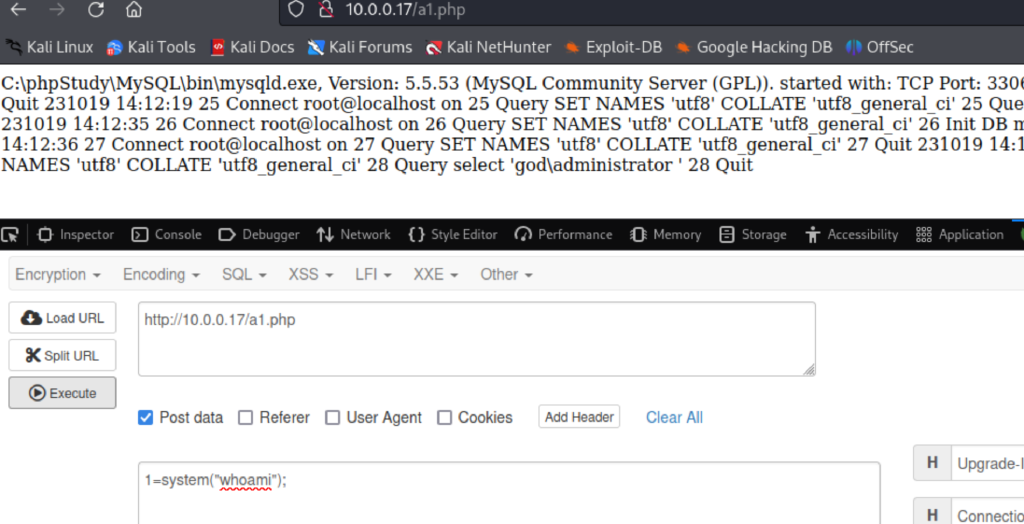 10.0.0.17/a1.php
Kali Linux Kali Tools Kali Docs Kali Forums Kali NetHunter Exploit-DB Google Hacking DB OffSec
C:\phpStudy\MySQL\bin\mysqld.exe, Version: 5.5.53 (MySQL Community Server (GPL)). started with: TCP Port: 3306
Quit 231019 14:12:19 25 Connect root@localhost on 25 Query SET NAMES 'utf8' COLLATE 'utf8_general_ci' 25 Que
231019 14:12:35 26 Connect root@localhost on 26 Query SET NAMES 'utf8' COLLATE 'utf8_general_ci' 26 Init DB m
14:12:36 27 Connect root@localhost on 27 Query SET NAMES 'utf8' COLLATE 'utf8_general_ci' 27 Quit 231019 14:1
NAMES 'utf8' COLLATE 'utf8_general_ci' 28 Query select 'god\administrator ' 28 Quit
Inspector Console Debugger Network Style Editor Performance Memory Storage Accessibility Application
Encryption Encoding SQL XSS LFI XXE Other
Load URL
http://10.0.0.17/a1.php
Split URL
Execute
Post data Referer User Agent Cookies Add Header Clear All
H Upgrade-I
1=system("whoami");
H Connectio